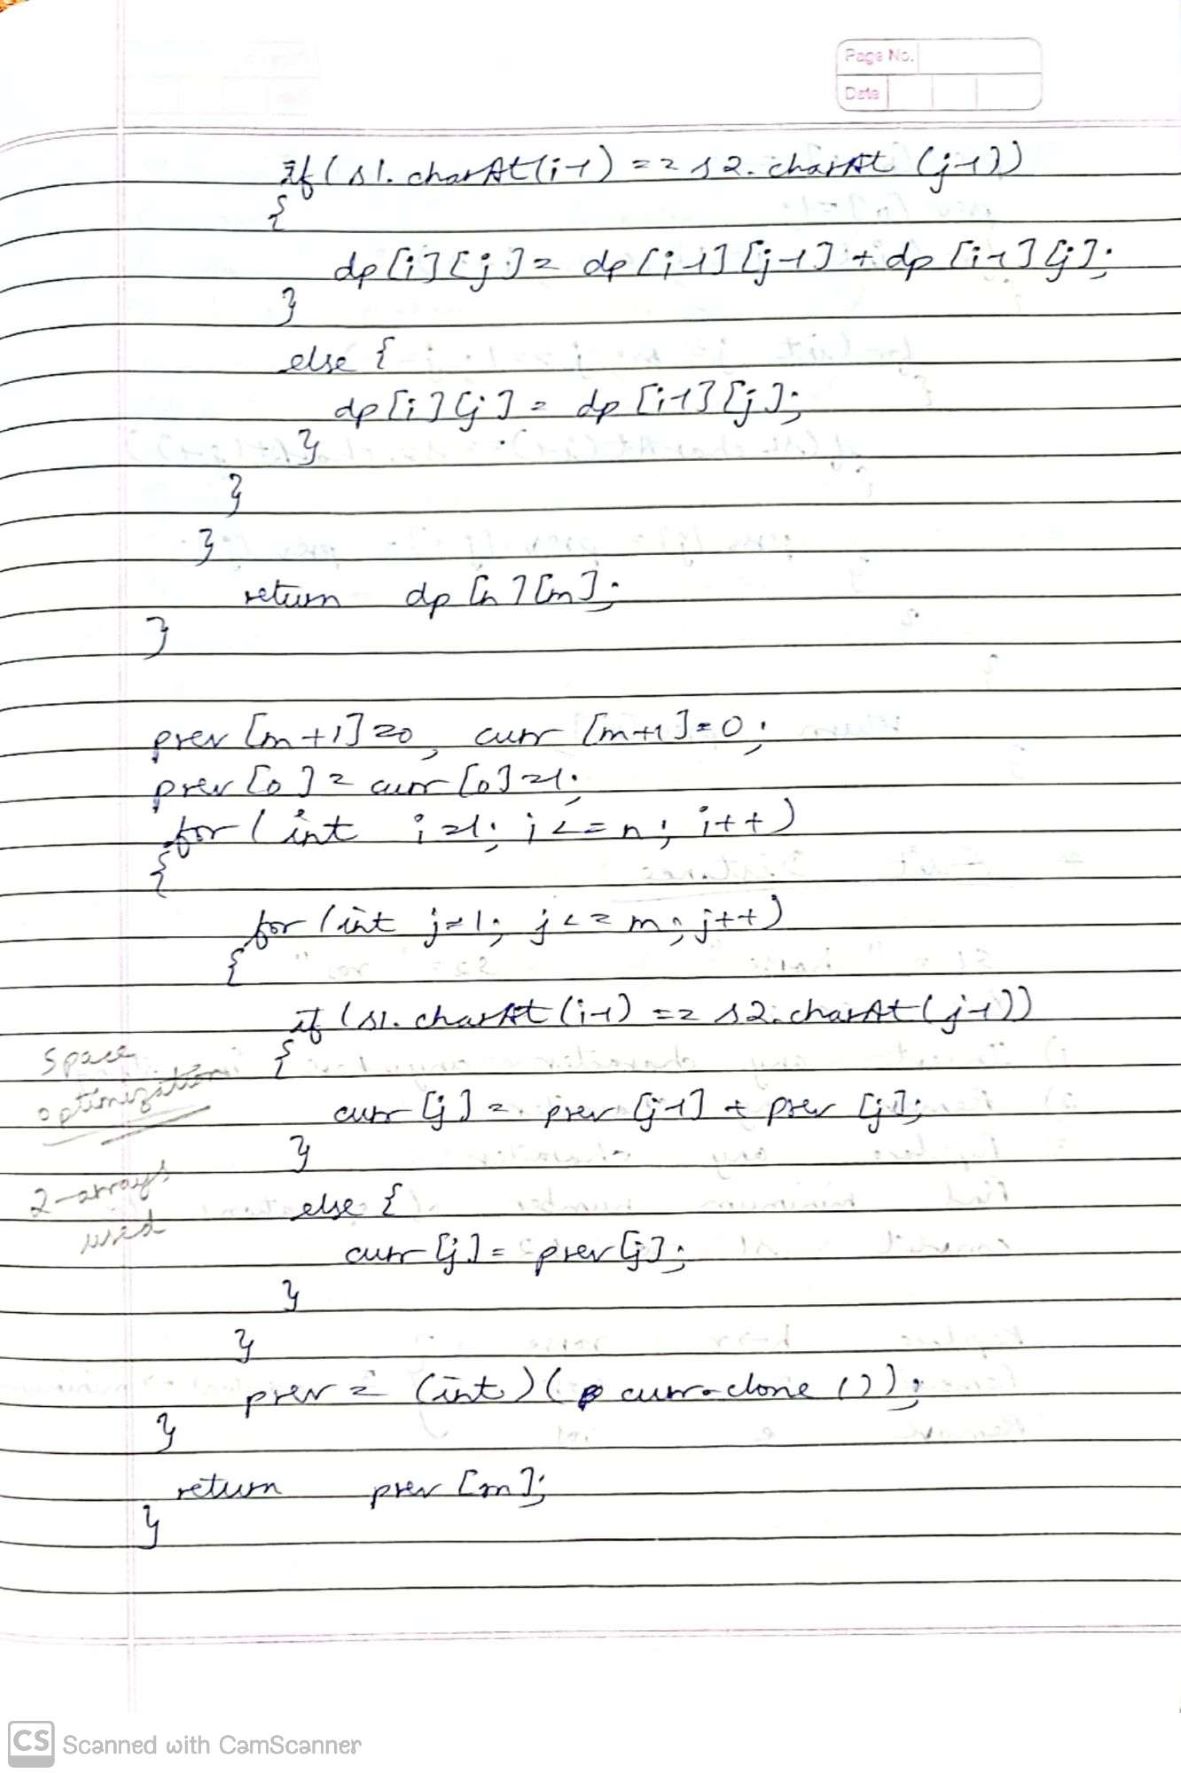 Page No.
Date
if (s1.charAt(i-1) == s2.charAt(j-1))
{
dp[i][j] = dp[i-1][j-1] + dp[i-1][j];
}
else {
dp[i][j] = dp[i-1][j];
}
}
}
return dp[n][m];
}
prev[m+1]=0, curr[m+1]=0;
prev[0] = curr[0]=1;
for(int i=1; i<=n; i++)
{
for(int j=1; j<=m; j++)
{
if (s1.charAt(i-1) == s2.charAt(j-1))
{
curr[j] = prev[j-1] + prev[j];
}
else {
curr[j] = prev[j];
}
}
prev = (int)(curr.clone());
}
return prev[m];
}
Space
optimization
2-arrays
used
CS Scanned with CamScanner